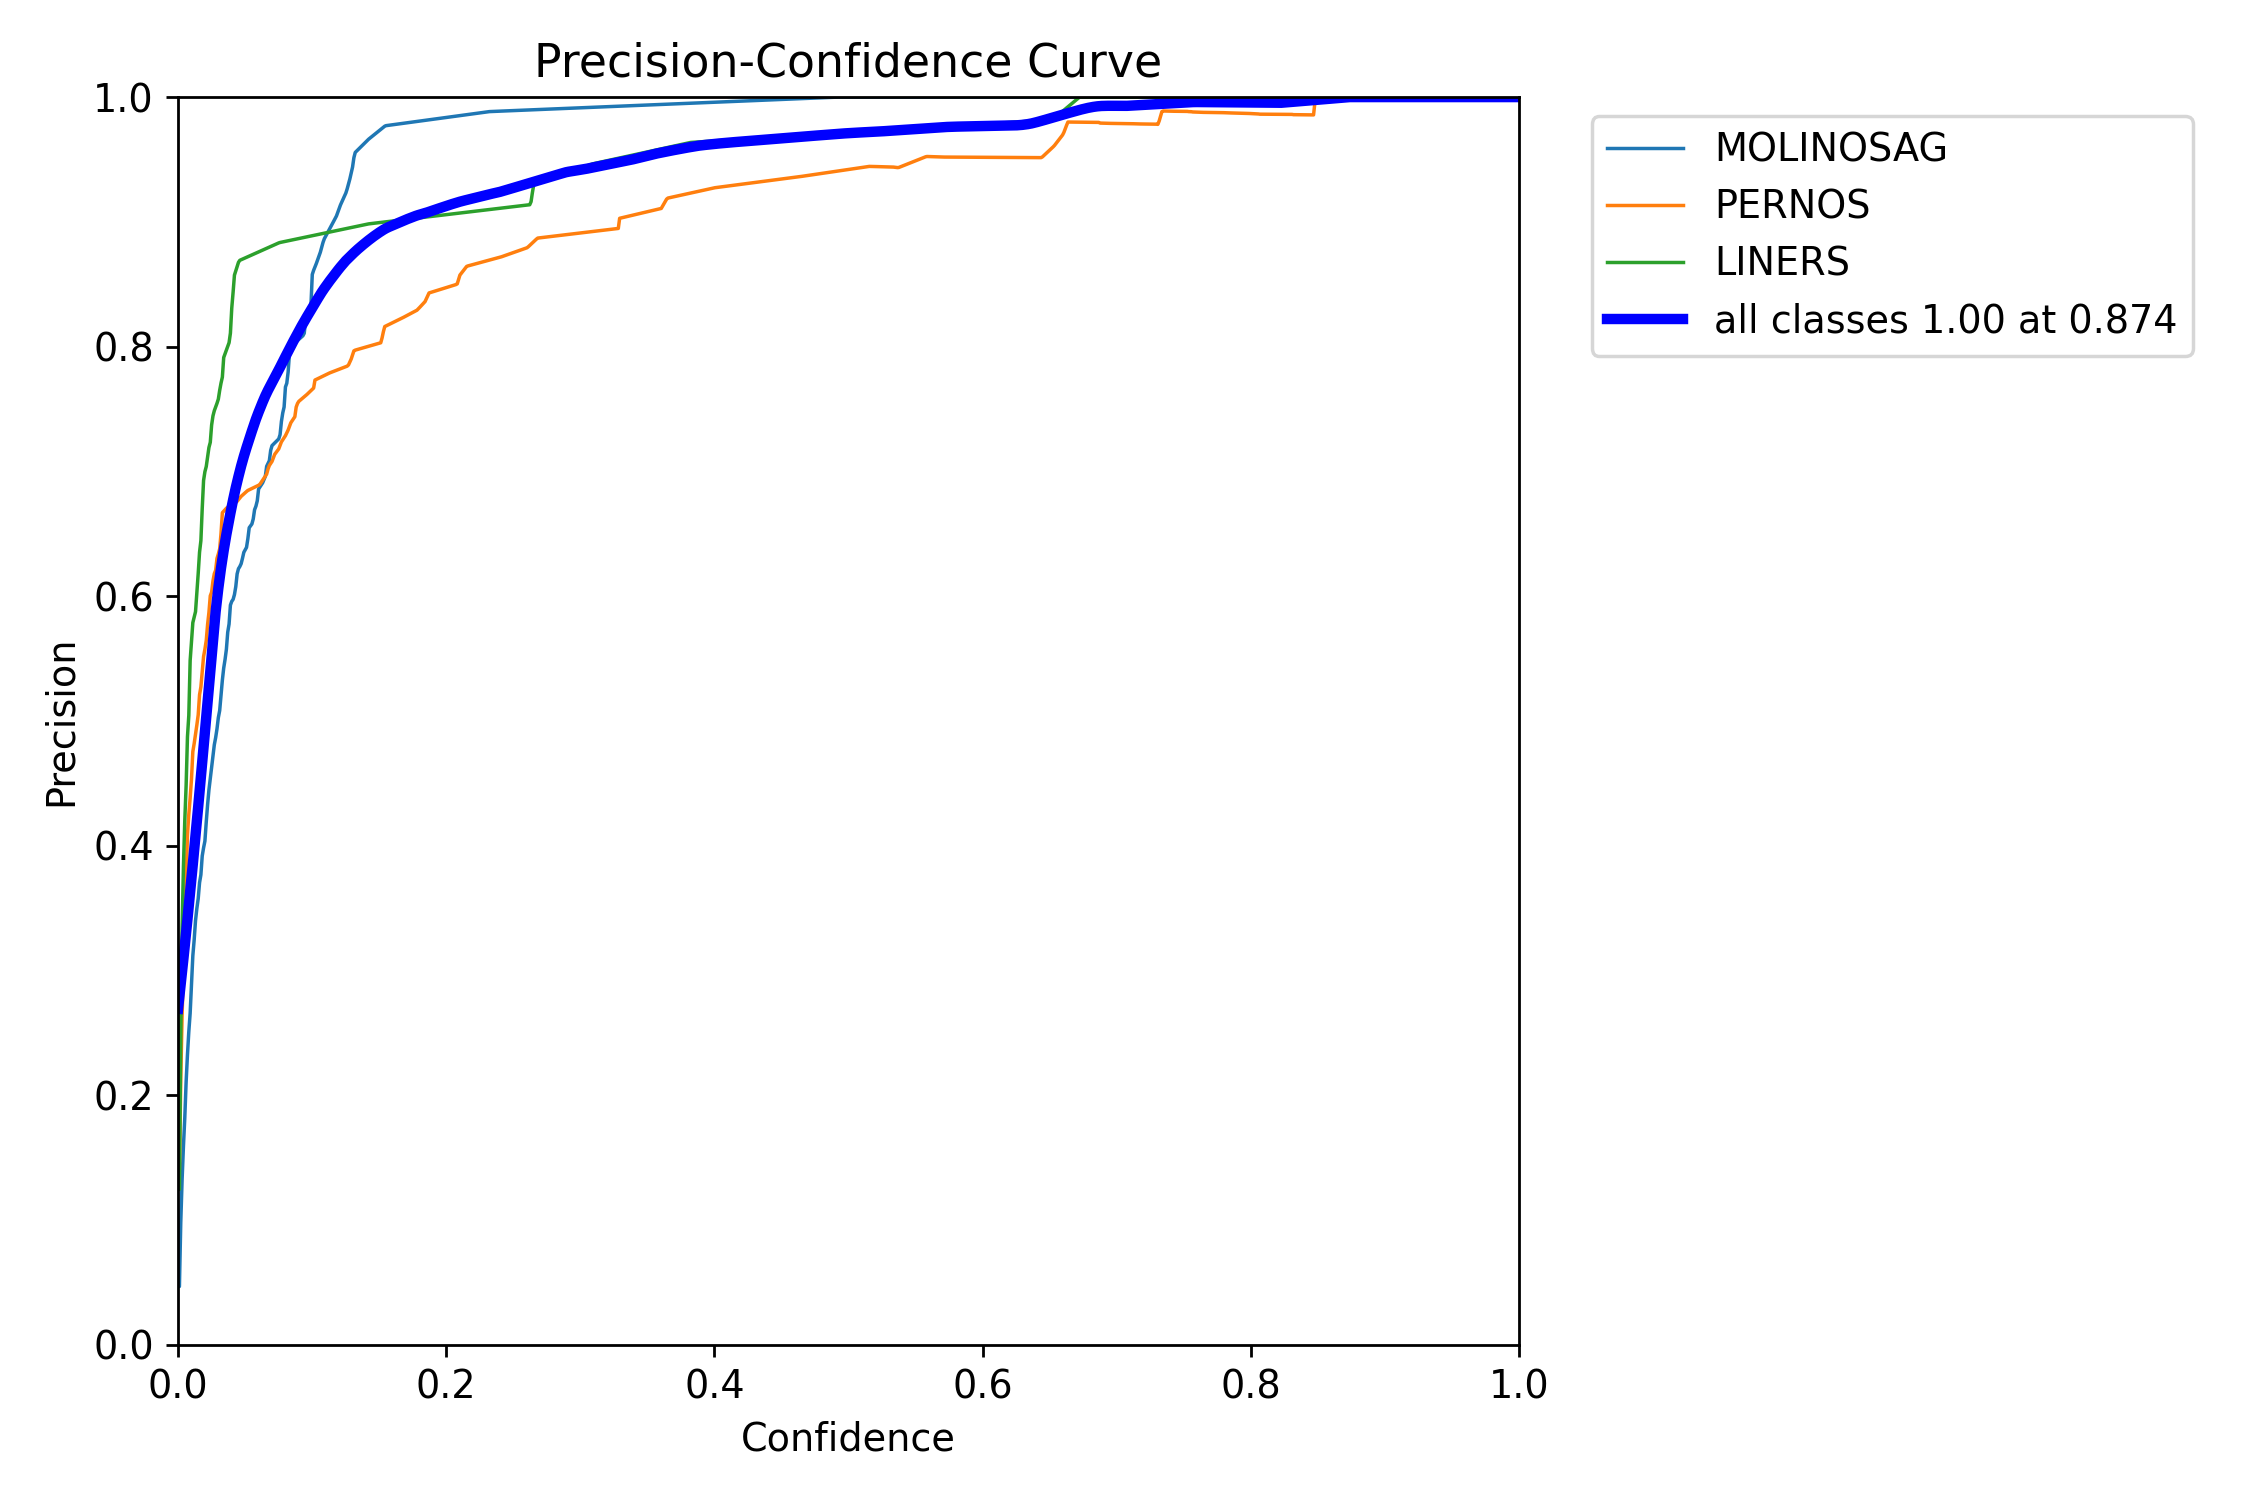 Precision-Confidence Curve
1.0
0.8
0.6
0.4
0.2
0.0
Precision
0.0 0.2 0.4 0.6 0.8 1.0
Confidence
MOLINOSAG
PERNOS
LINERS
all classes 1.00 at 0.874